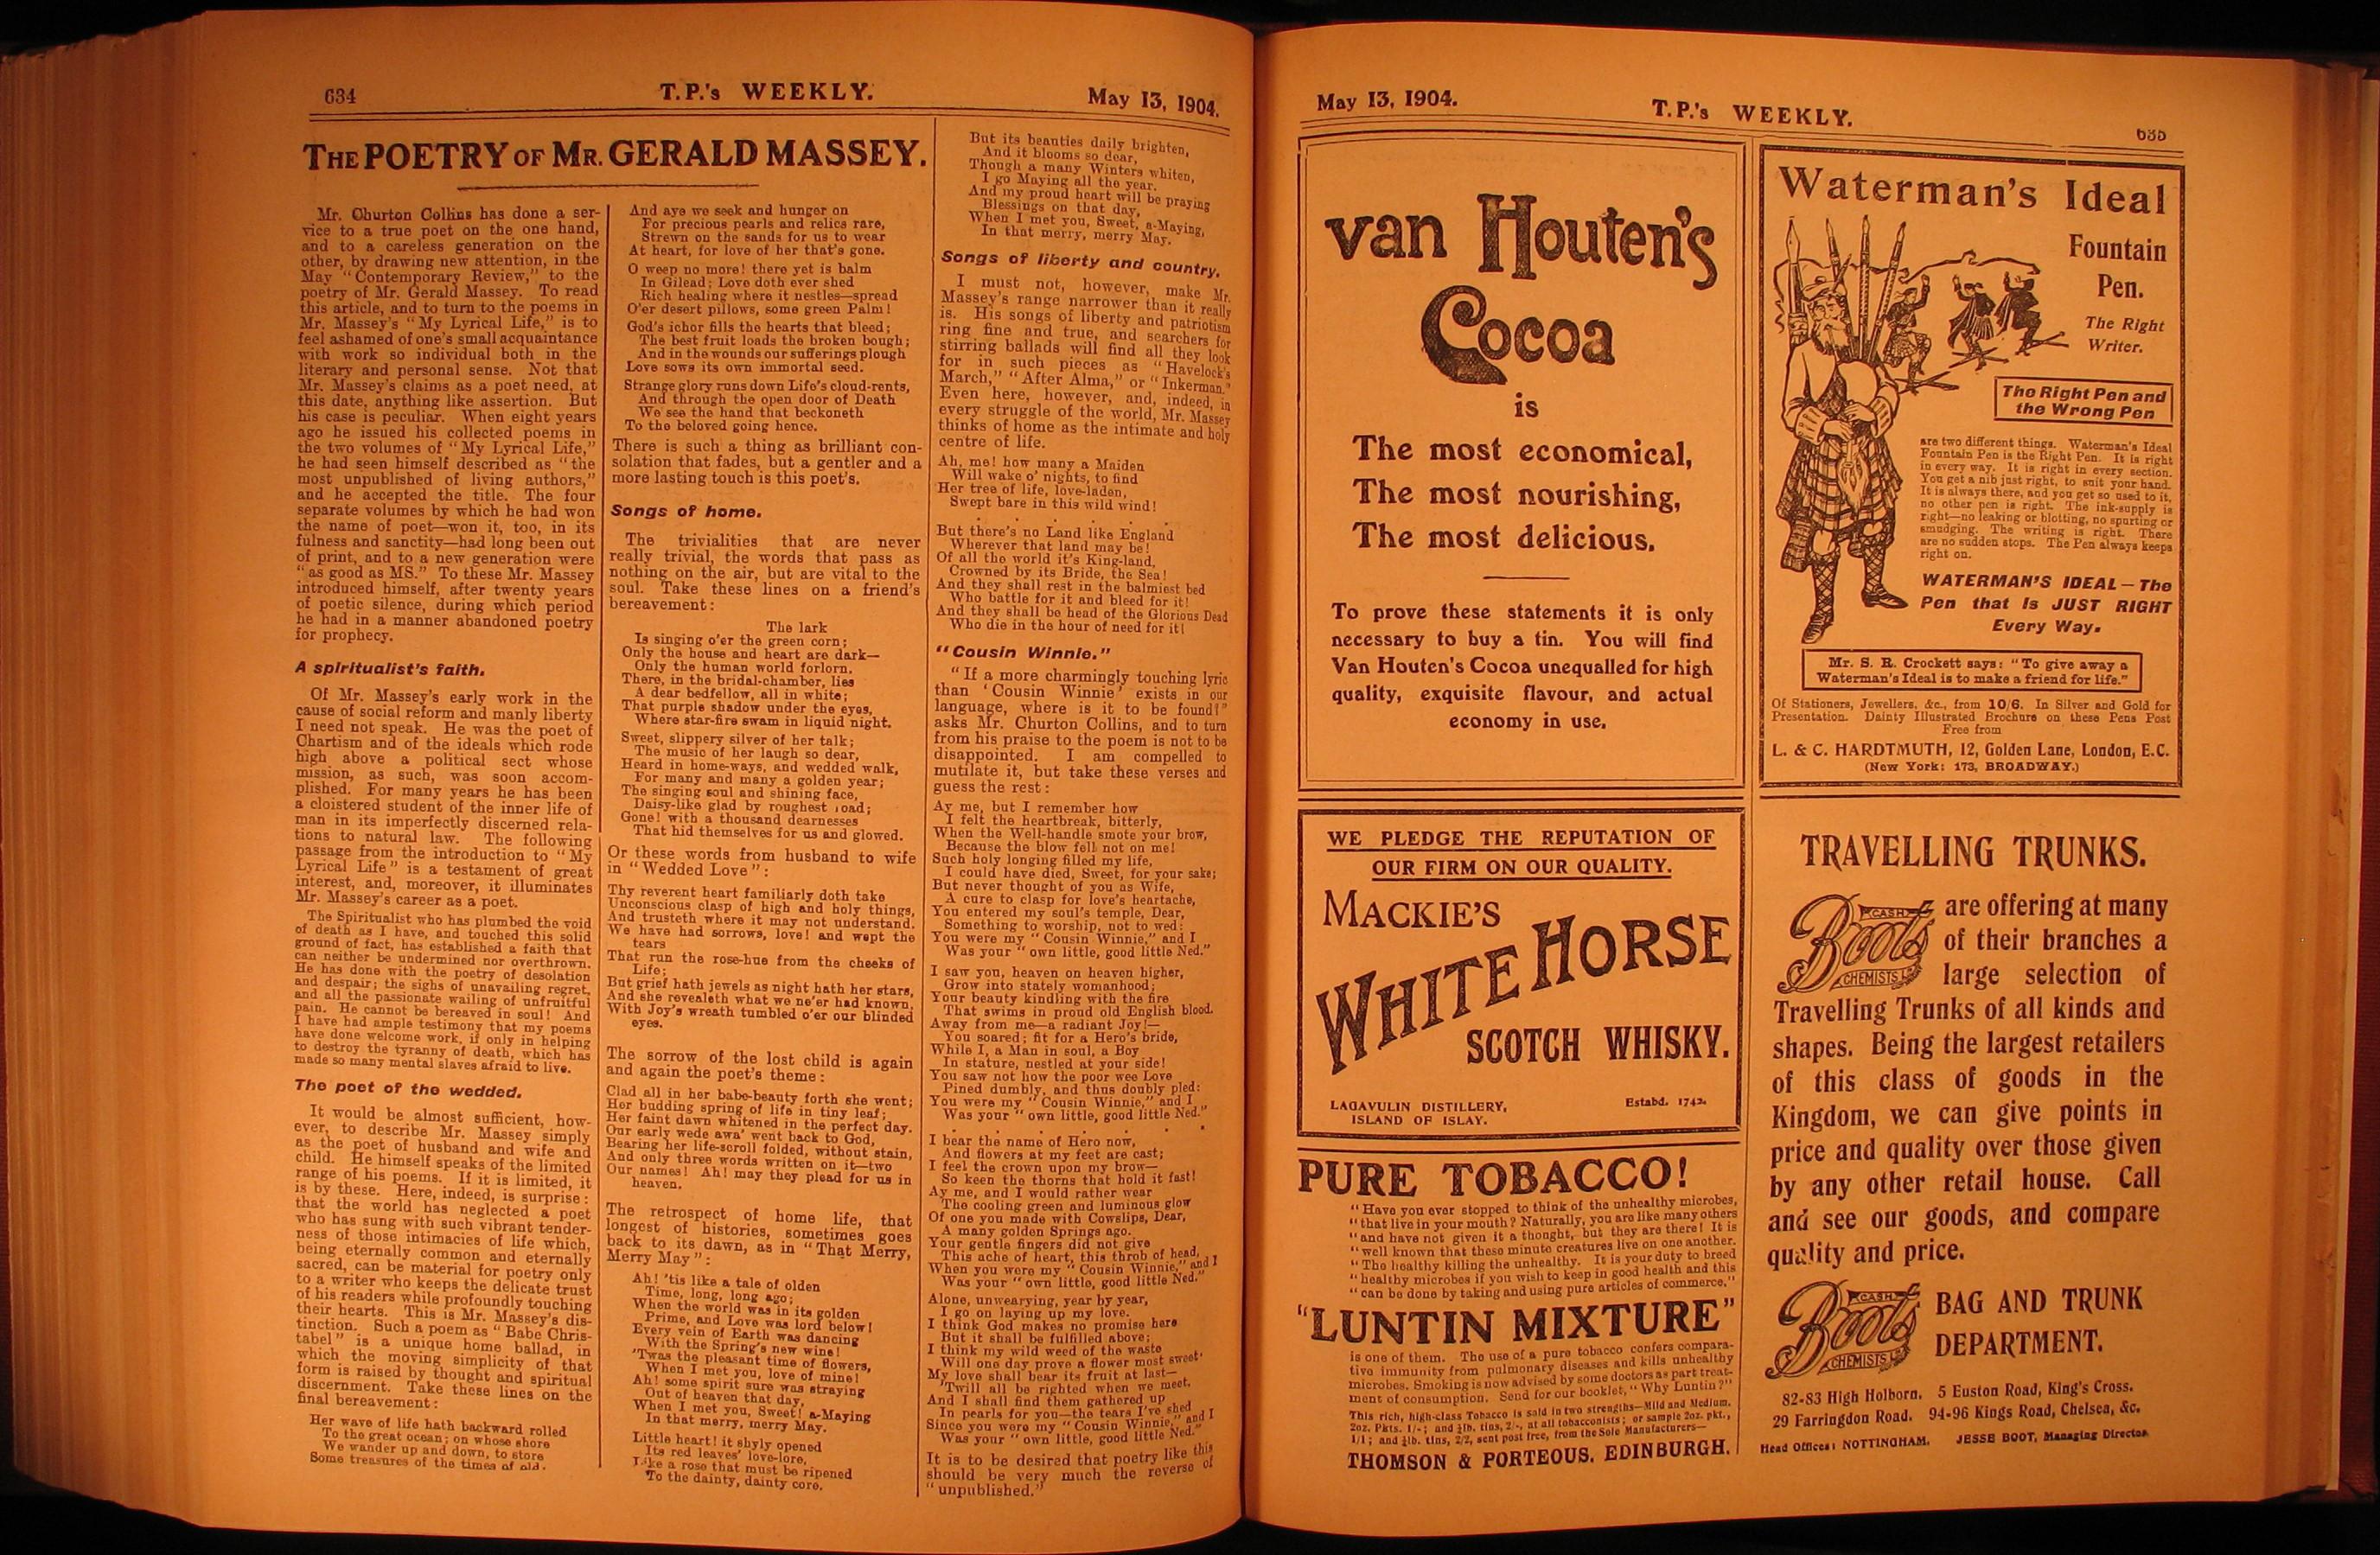 634
T.P.'s WEEKLY.
May 13, 1904.
THE POETRY OF MR. GERALD MASSEY.
Mr. Churton Collins has done a ser-
vice to a true poet on the one hand,
and to a careless generation on the
other, by drawing new attention, in the
May "Contemporary Review," to the
poetry of Mr. Gerald Massey. To read
this article, and to turn to the poems in
Mr. Massey's "My Lyrical Life," is to
feel ashamed of one's small acquaintance
with work so individual both in the
literary and personal sense. Not that
Mr. Massey's claims as a poet need, at
this date, anything like assertion. But
his case is peculiar. When eight years
ago he issued his collected poems in
the two volumes of "My Lyrical Life,"
he had seen himself described as "the
most unpublished of living authors,"
and he accepted the title. The four
separate volumes by which he had won
the name of poet—won it, too, in its
fulness and sanctity—had long been out
of print, and to a new generation were
"as good as MS." To these Mr. Massey
introduced himself, after twenty years
of poetic silence, during which period
he had in a manner abandoned poetry
for prophecy.
A spiritualist's faith.
Of Mr. Massey's early work in the
cause of social reform and manly liberty
I need not speak. He was the poet of
Chartism and of the ideals which rode
high above a political sect whose
mission, as such, was soon accom-
plished. For many years he has been
a cloistered student of the inner life of
man in its imperfectly discerned rela-
tions to natural law. The following
passage from the introduction to "My
Lyrical Life" is a testament of great
interest, and, moreover, it illuminates
Mr. Massey's career as a poet.
The Spiritualist who has plumbed the void
of death as I have, and touched this solid
ground of fact, has established a faith that
can neither be undermined nor overthrown.
He has done with the poetry of desolation
and despair; the sighs of unavailing regret,
and all the passionate wailing of unfruitful
pain. He cannot be bereaved in soul! And
I have had ample testimony that my poems
have done welcome work, if only in helping
to destroy the tyranny of death, which has
made so many mental slaves afraid to live.
The poet of the wedded.
It would be almost sufficient, how-
ever, to describe Mr. Massey simply
as the poet of husband and wife and
child. He himself speaks of the limited
range of his poems. If it is limited, it
is by these. Here, indeed, is surprise:
that the world has neglected a poet
who has sung with such vibrant tender-
ness of those intimacies of life which,
being eternally common and eternally
sacred, can be material for poetry only
to a writer who keeps the delicate trust
of his readers while profoundly touching
their hearts. This is Mr. Massey's dis-
tinction. Such a poem as "Babe Chris-
tabel" is a unique home ballad, in
which the moving simplicity of that
form is raised by thought and spiritual
discernment. Take these lines on the
final bereavement:
Her wave of life hath backward rolled
To the great ocean; on whose shore
We wander up and down, to store
Some treasures of the times of old.
And aye we seek and hunger on
For precious pearls and relics rare,
Strewn on the sands for us to wear
At heart, for love of her that's gone.
O weep no more! there yet is balm
In Gilead; Love doth ever shed
Rich healing where it nestles—spread
O'er desert pillows, some green Palm!
God's ichor fills the hearts that bleed;
The best fruit loads the broken bough;
And in the wounds our sufferings plough
Love sows its own immortal seed.
Strange glory runs down Life's cloud-rents,
And through the open door of Death
We see the hand that beckoneth
To the beloved going hence.
There is such a thing as brilliant con-
solation that fades, but a gentler and a
more lasting touch is this poet's.
Songs of home.
The trivialities that are never
really trivial, the words that pass as
nothing on the air, but are vital to the
soul. Take these lines on a friend's
bereavement:
The lark
Is singing o'er the green corn;
Only the house and heart are dark—
Only the human world forlorn.
There, in the bridal-chamber, lies
A dear bedfellow, all in white;
That purple shadow under the eyes,
Where star-fire swam in liquid night.
Sweet, slippery silver of her talk;
The music of her laugh so dear,
Heard in home-ways, and wedded walk,
For many and many a golden year;
The singing soul and shining face,
Daisy-like glad by roughest road;
Gone! with a thousand dearnesses
That hid themselves for us and glowed.
Or these words from husband to wife
in "Wedded Love":
Thy reverent heart familiarly doth take
Unconscious clasp of high and holy things,
And trusteth where it may not understand.
We have had sorrows, love! and wept the
tears
That run the rose-hue from the cheeks of
Life;
But grief hath jewels as night hath her stars,
And she revealeth what we ne'er had known,
With Joy's wreath tumbled o'er our blinded
eyes.
The sorrow of the lost child is again
and again the poet's theme:
Clad all in her babe-beauty forth she went;
Her budding spring of life in tiny leaf;
Her faint dawn whitened in the perfect day.
Our early wede awa' went back to God,
Bearing her life-scroll folded, without stain,
And only three words written on it—two
Our names! Ah! may they plead for us in
heaven.
The retrospect of home life, that
longest of histories, sometimes goes
back to its dawn, as in "That Merry,
Merry May":
Ah! 'tis like a tale of olden
Time, long, long ago;
When the world was in its golden
Prime, and Love was lord below!
Every vein of Earth was dancing
With the Spring's new wine!
'Twas the pleasant time of flowers,
When I met you, love of mine!
Ah! some spirit sure was straying
Out of heaven that day,
When I met you, Sweet! a-Maying
In that merry, merry May.
Little heart! it shyly opened
Its red leaves' love-lore,
Like a rose that must be ripened
To the dainty, dainty core.
But its beauties daily brighten,
And it blooms so dear,
Though a many Winters whiten,
I go Maying all the year.
And my proud heart will be praying
Blessings on that day,
When I met you, Sweet, a-Maying,
In that merry, merry May.
Songs of liberty and country.
I must not, however, make Mr.
Massey's range narrower than it really
is. His songs of liberty and patriotism
ring fine and true, and searchers for
stirring ballads will find all they look
for in such pieces as "Havelock's
March," "After Alma," or "Inkerman."
Even here, however, and, indeed, in
every struggle of the world, Mr. Massey
thinks of home as the intimate and holy
centre of life.
Ah, me! how many a Maiden
Will wake o' nights, to find
Her tree of life, love-laden,
Swept bare in this wild wind!
. . . . .
But there's no Land like England
Wherever that land may be!
Of all the world it's King-land,
Crowned by its Bride, the Sea!
And they shall rest in the balmiest bed
Who battle for it and bleed for it!
And they shall be head of the Glorious Dead
Who die in the hour of need for it!
"Cousin Winnie."
"If a more charmingly touching lyric
than 'Cousin Winnie' exists in our
language, where is it to be found?"
asks Mr. Churton Collins, and to turn
from his praise to the poem is not to be
disappointed. I am compelled to
mutilate it, but take these verses and
guess the rest:
Ay me, but I remember how
I felt the heartbreak, bitterly,
When the Well-handle smote your brow,
Because the blow fell not on me!
Such holy longing filled my life,
I could have died, Sweet, for your sake;
But never thought of you as Wife,
A cure to clasp for love's heartache,
You entered my soul's temple, Dear,
Something to worship, not to wed:
You were my "Cousin Winnie," and I
Was your "own little, good little Ned."
I saw you, heaven on heaven higher,
Grow into stately womanhood;
Your beauty kindling with the fire
That swims in proud old English blood.
Away from me—a radiant Joy!—
You soared; fit for a Hero's bride,
While I, a Man in soul, a Boy
In stature, nestled at your side!
You saw not how the poor wee Love
Pined dumbly, and thus doubly pled:
You were my "Cousin Winnie," and I
Was your "own little, good little Ned."
. . . . . .
I bear the name of Hero now,
And flowers at my feet are cast;
I feel the crown upon my brow—
So keen the thorns that hold it fast!
Ay me, and I would rather wear
The cooling green and luminous glow
Of one you made with Cowslips, Dear,
A many golden Springs ago.
Your gentle fingers did not give
This ache of heart, this throb of head,
When you were my "Cousin Winnie," and I
Was your "own little, good little Ned."
Alone, unwearying, year by year,
I go on laying up my love.
I think God makes no promise here
But it shall be fulfilled above;
I think my wild weed of the waste
Will one day prove a flower most sweet;
My love shall bear its fruit at last—
'Twill all be righted when we meet.
And I shall find them gathered up
In pearls for you—the tears I've shed
Since you were my "Cousin Winnie," and I
Was your "own little, good little Ned."
It is to be desired that poetry like this
should be very much the reverse of
"unpublished."
May 13, 1904.
T.P.'s WEEKLY.
635
van Houten's
Cocoa
is
The most economical,
The most nourishing,
The most delicious.
To prove these statements it is only
necessary to buy a tin. You will find
Van Houten's Cocoa unequalled for high
quality, exquisite flavour, and actual
economy in use.
WE PLEDGE THE REPUTATION OF
OUR FIRM ON OUR QUALITY.
MACKIE'S
WHITE HORSE
SCOTCH WHISKY.
LAGAVULIN DISTILLERY,
ISLAND OF ISLAY.
Estabd. 1742.
PURE TOBACCO!
"Have you ever stopped to think of the unhealthy microbes,
"that live in your mouth? Naturally, you are like many others
"and have not given it a thought, but they are there! It is
"well known that these minute creatures live on one another.
"The healthy killing the unhealthy. It is your duty to breed
"healthy microbes if you wish to keep in good health and this
"can be done by taking and using pure articles of commerce."
"LUNTIN MIXTURE"
is one of them. The use of a pure tobacco confers compara-
tive immunity from pulmonary diseases and kills unhealthy
microbes. Smoking is now advised by some doctors as part treat-
ment of consumption. Send for our booklet, "Why Luntin?"
This rich, high-class Tobacco is sold in two strengths—Mild and Medium.
2oz. Pkts. 1/-; and ¼lb. tins, 2/-, at all tobacconists; or sample 2oz. pkt.,
1/1; and ¼lb. tins, 2/2, sent post free, from the Sole Manufacturers—
THOMSON & PORTEOUS, EDINBURGH.
Waterman's Ideal
Fountain
Pen.
The Right
Writer.
The Right Pen and
the Wrong Pen
are two different things. Waterman's Ideal
Fountain Pen is the Right Pen. It is right
in every way. It is right in every section.
You get a nib just right, to suit your hand.
It is always there, and you get so used to it,
no other pen is right. The ink-supply is
right—no leaking or blotting, no spurting or
smudging. The writing is right. There
are no sudden stops. The Pen always keeps
right on.
WATERMAN'S IDEAL—The
Pen that is JUST RIGHT
Every Way.
Mr. S. R. Crockett says: "To give away a
Waterman's Ideal is to make a friend for life."
Of Stationers, Jewellers, &c., from 10/6. In Silver and Gold for
Presentation. Dainty Illustrated Brochure on these Pens Post
Free from
L. & C. HARDTMUTH, 12, Golden Lane, London, E.C.
(New York: 173, BROADWAY.)
TRAVELLING TRUNKS.
Boots
CASH
CHEMISTS LD
are offering at many
of their branches a
large selection of
Travelling Trunks of all kinds and
shapes. Being the largest retailers
of this class of goods in the
Kingdom, we can give points in
price and quality over those given
by any other retail house. Call
and see our goods, and compare
quality and price.
Boots
CASH
CHEMISTS LD
BAG AND TRUNK
DEPARTMENT.
82-83 High Holborn. 5 Euston Road, King's Cross.
29 Farringdon Road. 94-96 Kings Road, Chelsea, &c.
Head Offices: NOTTINGHAM. JESSE BOOT, Managing Director.